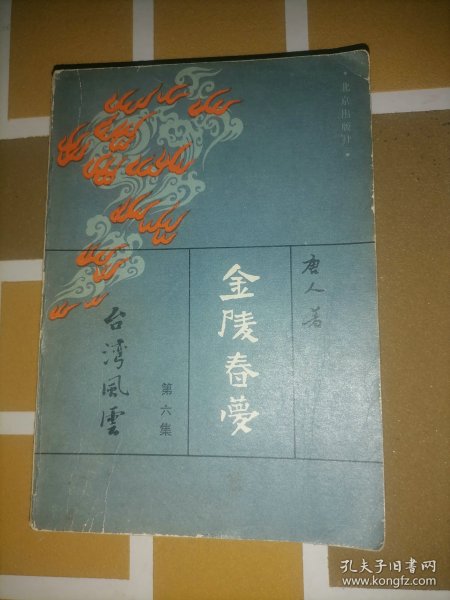 ·北京出版社·
唐人著
金陵春夢
第六集
台灣風雲
孔夫子旧书网
www.kongfz.com